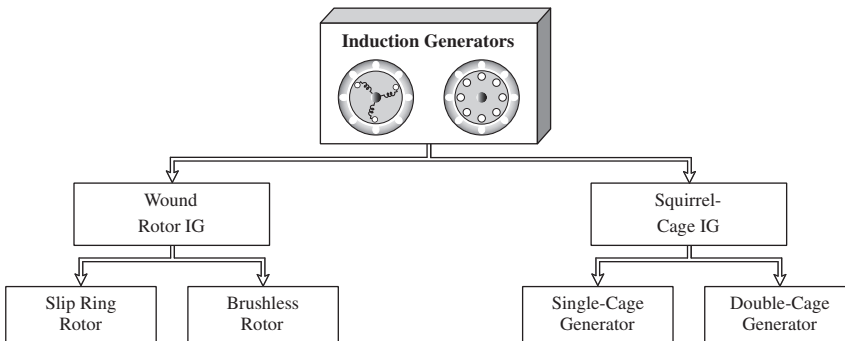 Induction Generators
Wound
Rotor IG
Squirrel-
Cage IG
Slip Ring
Rotor
Brushless
Rotor
Single-Cage
Generator
Double-Cage
Generator